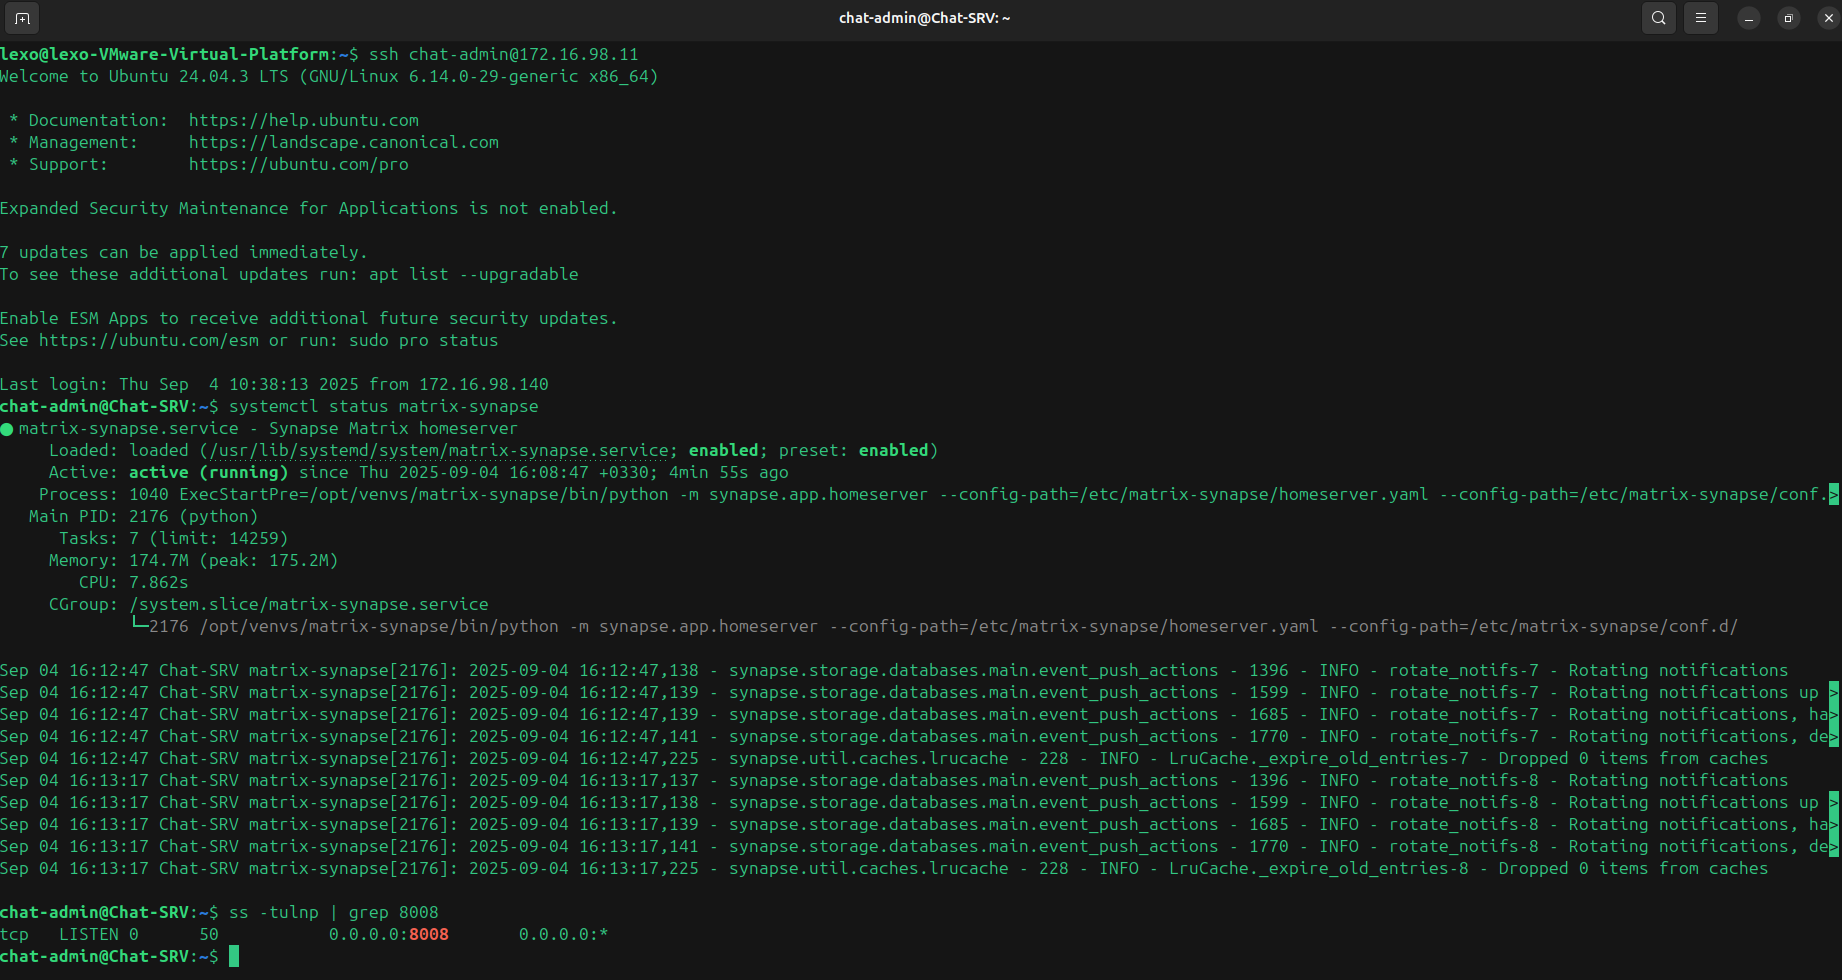 chat-admin@Chat-SRV: ~
lexo@lexo-VMware-Virtual-Platform:~$ ssh chat-admin@172.16.98.11
Welcome to Ubuntu 24.04.3 LTS (GNU/Linux 6.14.0-29-generic x86_64)
 * Documentation:  https://help.ubuntu.com
 * Management:     https://landscape.canonical.com
 * Support:        https://ubuntu.com/pro
Expanded Security Maintenance for Applications is not enabled.
7 updates can be applied immediately.
To see these additional updates run: apt list --upgradable
Enable ESM Apps to receive additional future security updates.
See https://ubuntu.com/esm or run: sudo pro status
Last login: Thu Sep  4 10:38:13 2025 from 172.16.98.140
chat-admin@Chat-SRV:~$ systemctl status matrix-synapse
● matrix-synapse.service - Synapse Matrix homeserver
     Loaded: loaded (/usr/lib/systemd/system/matrix-synapse.service; enabled; preset: enabled)
     Active: active (running) since Thu 2025-09-04 16:08:47 +0330; 4min 55s ago
    Process: 1040 ExecStartPre=/opt/venvs/matrix-synapse/bin/python -m synapse.app.homeserver --config-path=/etc/matrix-synapse/homeserver.yaml --config-path=/etc/matrix-synapse/conf.>
   Main PID: 2176 (python)
      Tasks: 7 (limit: 14259)
     Memory: 174.7M (peak: 175.2M)
        CPU: 7.862s
     CGroup: /system.slice/matrix-synapse.service
             └─2176 /opt/venvs/matrix-synapse/bin/python -m synapse.app.homeserver --config-path=/etc/matrix-synapse/homeserver.yaml --config-path=/etc/matrix-synapse/conf.d/
Sep 04 16:12:47 Chat-SRV matrix-synapse[2176]: 2025-09-04 16:12:47,138 - synapse.storage.databases.main.event_push_actions - 1396 - INFO - rotate_notifs-7 - Rotating notifications
Sep 04 16:12:47 Chat-SRV matrix-synapse[2176]: 2025-09-04 16:12:47,139 - synapse.storage.databases.main.event_push_actions - 1599 - INFO - rotate_notifs-7 - Rotating notifications up >
Sep 04 16:12:47 Chat-SRV matrix-synapse[2176]: 2025-09-04 16:12:47,139 - synapse.storage.databases.main.event_push_actions - 1685 - INFO - rotate_notifs-7 - Rotating notifications, ha>
Sep 04 16:12:47 Chat-SRV matrix-synapse[2176]: 2025-09-04 16:12:47,141 - synapse.storage.databases.main.event_push_actions - 1770 - INFO - rotate_notifs-7 - Rotating notifications, de>
Sep 04 16:12:47 Chat-SRV matrix-synapse[2176]: 2025-09-04 16:12:47,225 - synapse.util.caches.lrucache - 228 - INFO - LruCache._expire_old_entries-7 - Dropped 0 items from caches
Sep 04 16:13:17 Chat-SRV matrix-synapse[2176]: 2025-09-04 16:13:17,137 - synapse.storage.databases.main.event_push_actions - 1396 - INFO - rotate_notifs-8 - Rotating notifications
Sep 04 16:13:17 Chat-SRV matrix-synapse[2176]: 2025-09-04 16:13:17,138 - synapse.storage.databases.main.event_push_actions - 1599 - INFO - rotate_notifs-8 - Rotating notifications up >
Sep 04 16:13:17 Chat-SRV matrix-synapse[2176]: 2025-09-04 16:13:17,139 - synapse.storage.databases.main.event_push_actions - 1685 - INFO - rotate_notifs-8 - Rotating notifications, ha>
Sep 04 16:13:17 Chat-SRV matrix-synapse[2176]: 2025-09-04 16:13:17,141 - synapse.storage.databases.main.event_push_actions - 1770 - INFO - rotate_notifs-8 - Rotating notifications, de>
Sep 04 16:13:17 Chat-SRV matrix-synapse[2176]: 2025-09-04 16:13:17,225 - synapse.util.caches.lrucache - 228 - INFO - LruCache._expire_old_entries-8 - Dropped 0 items from caches
chat-admin@Chat-SRV:~$ ss -tulnp | grep 8008
tcp   LISTEN 0      50           0.0.0.0:8008       0.0.0.0:*
chat-admin@Chat-SRV:~$